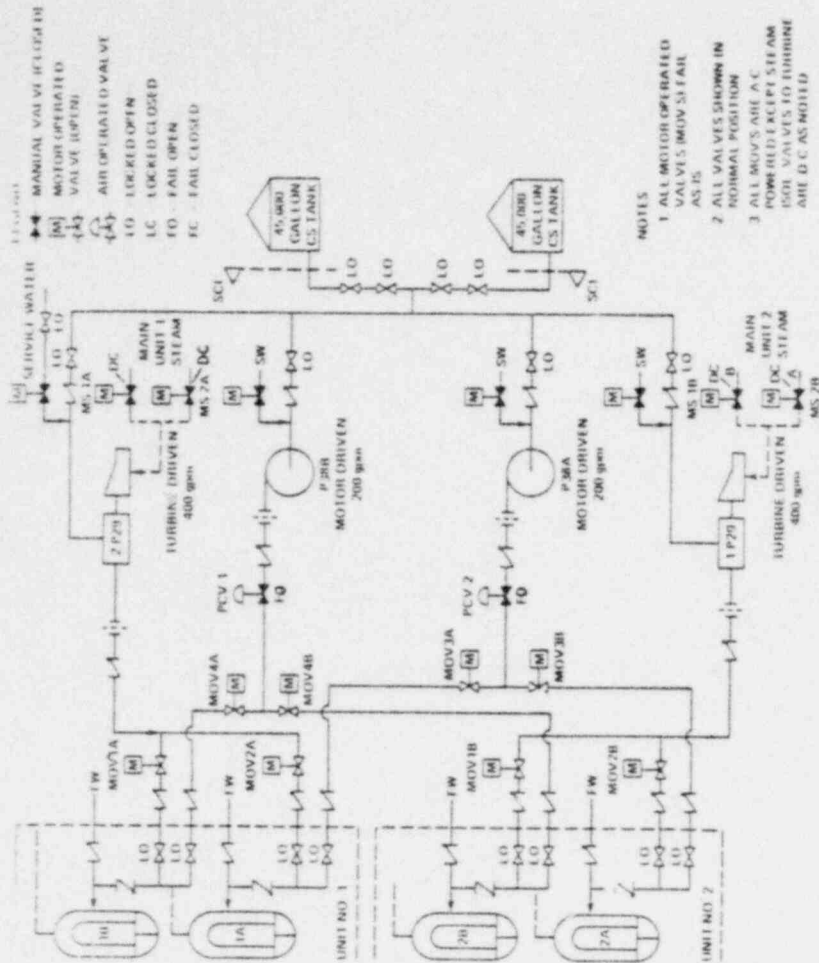 LEGEND
MANUAL VALVE (CLOSED)
MOTOR OPERATED
VALVE (OPEN)
AIR OPERATED VALVE
LO LOCKED OPEN
LC LOCKED CLOSED
FO - FAIL OPEN
FC - FAIL CLOSED
M
SERVICE WATER
LO
LO
MS 1A
M
DC
MAIN
UNIT 1
STEAM
M
MS 2A
DC
TURBINE DRIVEN
400 gpm
2 P29
45,000
GALLON
CS TANK
SCI
LO
LO
LO
LO
SCI
45,000
GALLON
CS TANK
M
SW
LO
P38B
MOTOR DRIVEN
200 gpm
PCV 1
FO
MOV4A
M
M
MOV4B
M
SW
LO
P38A
MOTOR DRIVEN
200 gpm
PCV 2
FO
MOV3A
M
M
MOV3B
M
SW
LO
MS 1B
M
DC
B
MAIN
UNIT 2
STEAM
M
DC
A
MS 2B
TURBINE DRIVEN
400 gpm
1 P29
FW
MOV1A
M
LO
LO
1B
FW
MOV2A
M
LO
LO
1A
UNIT NO. 1
FW
MOV1B
M
LO
LO
2B
FW
MOV2B
M
LO
LO
2A
UNIT NO. 2
NOTES
1 ALL MOTOR OPERATED
VALVES (MOV'S) FAIL
AS IS
2 ALL VALVES SHOWN IN
NORMAL POSITION
3 ALL MOV'S ARE A C
POWERED EXCEPT STEAM
ISOL VALVES TO TURBINE
ARE D C AS NOTED